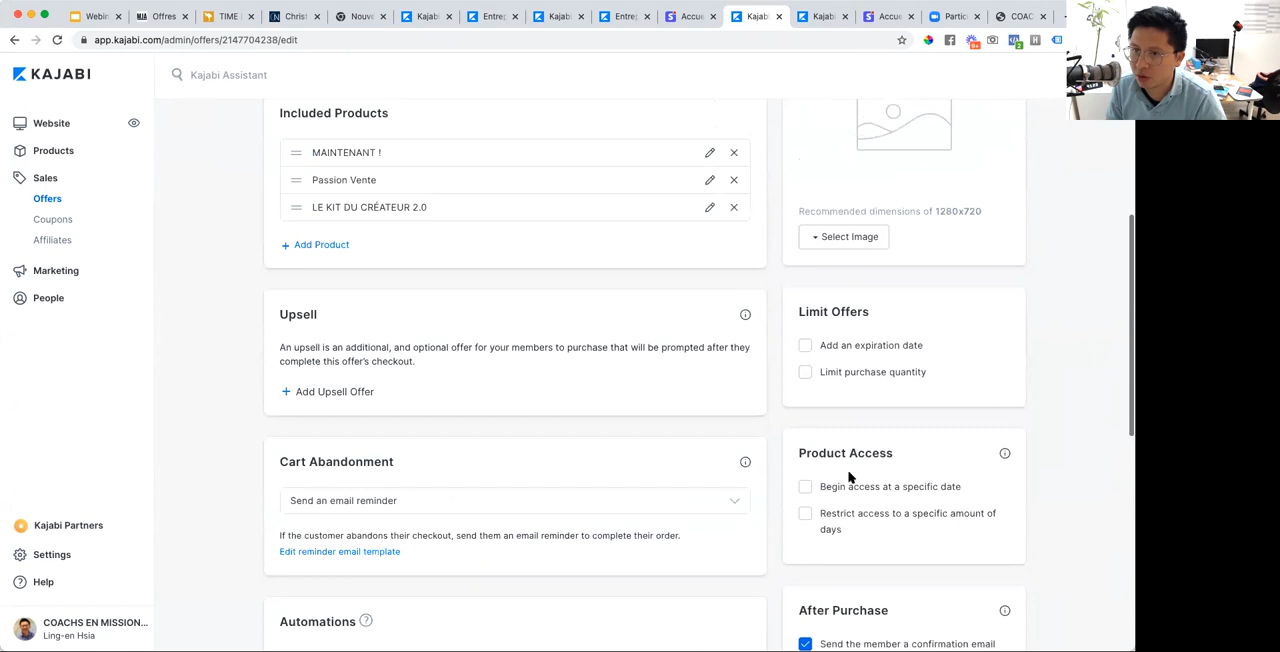 Webin
Offres
TIME
Christ
Nouve
Kajabi
Entrep
Kajabi
Entrep
Accue
Kajabi
Kajabi
Accue
Partic
COAC
app.kajabi.com/admin/offers/2147704238/edit
KAJABI
Kajabi Assistant
Website
Products
Sales
Offers
Coupons
Affiliates
Marketing
People
Kajabi Partners
Settings
Help
COACHS EN MISSION...
Ling-en Hsia
Included Products
MAINTENANT !
Passion Vente
LE KIT DU CRÉATEUR 2.0
+ Add Product
Upsell
An upsell is an additional, and optional offer for your members to purchase that will be prompted after they
complete this offer's checkout.
+ Add Upsell Offer
Cart Abandonment
Send an email reminder
If the customer abandons their checkout, send them an email reminder to complete their order.
Edit reminder email template
Automations
Recommended dimensions of 1280x720
Select Image
Limit Offers
Add an expiration date
Limit purchase quantity
Product Access
Begin access at a specific date
Restrict access to a specific amount of
days
After Purchase
Send the member a confirmation email